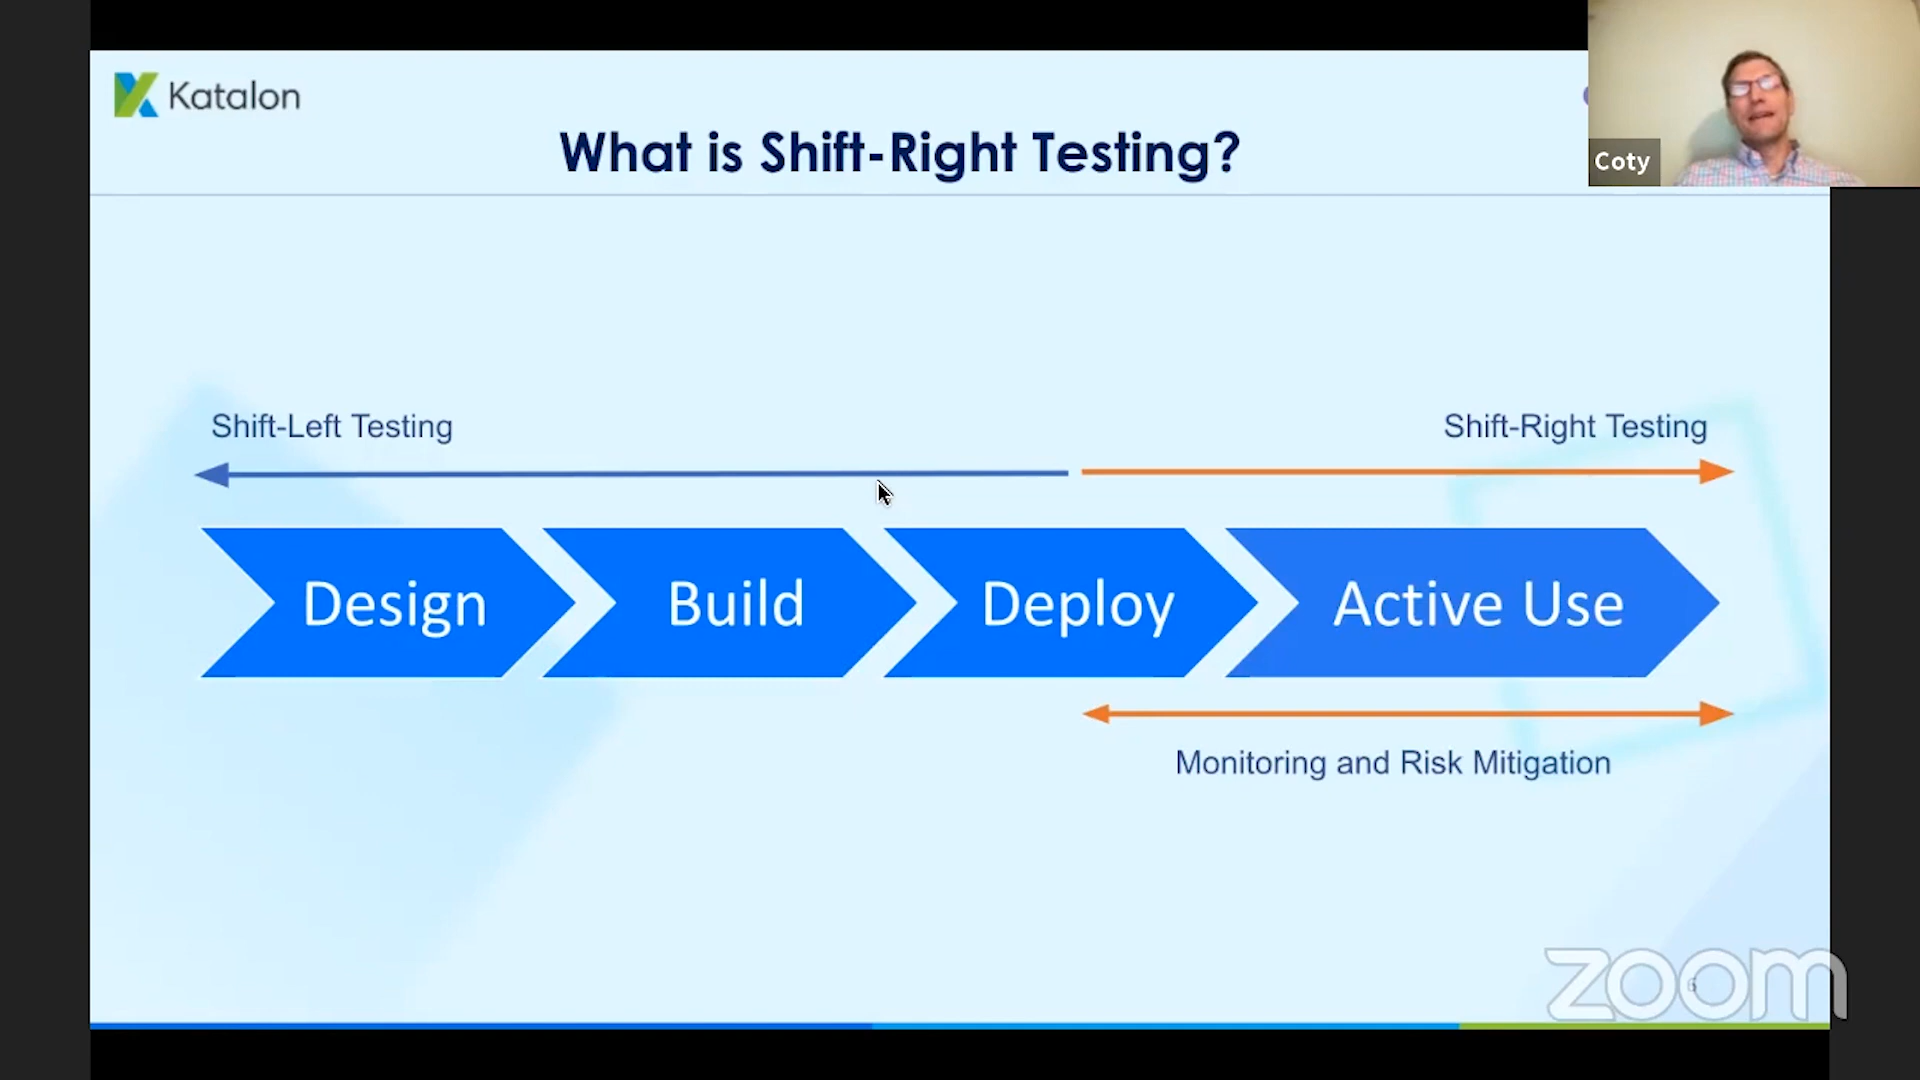 Katalon
What is Shift-Right Testing?
Coty
Shift-Left Testing
Shift-Right Testing
Design
Build
Deploy
Active Use
Monitoring and Risk Mitigation
6
zoom